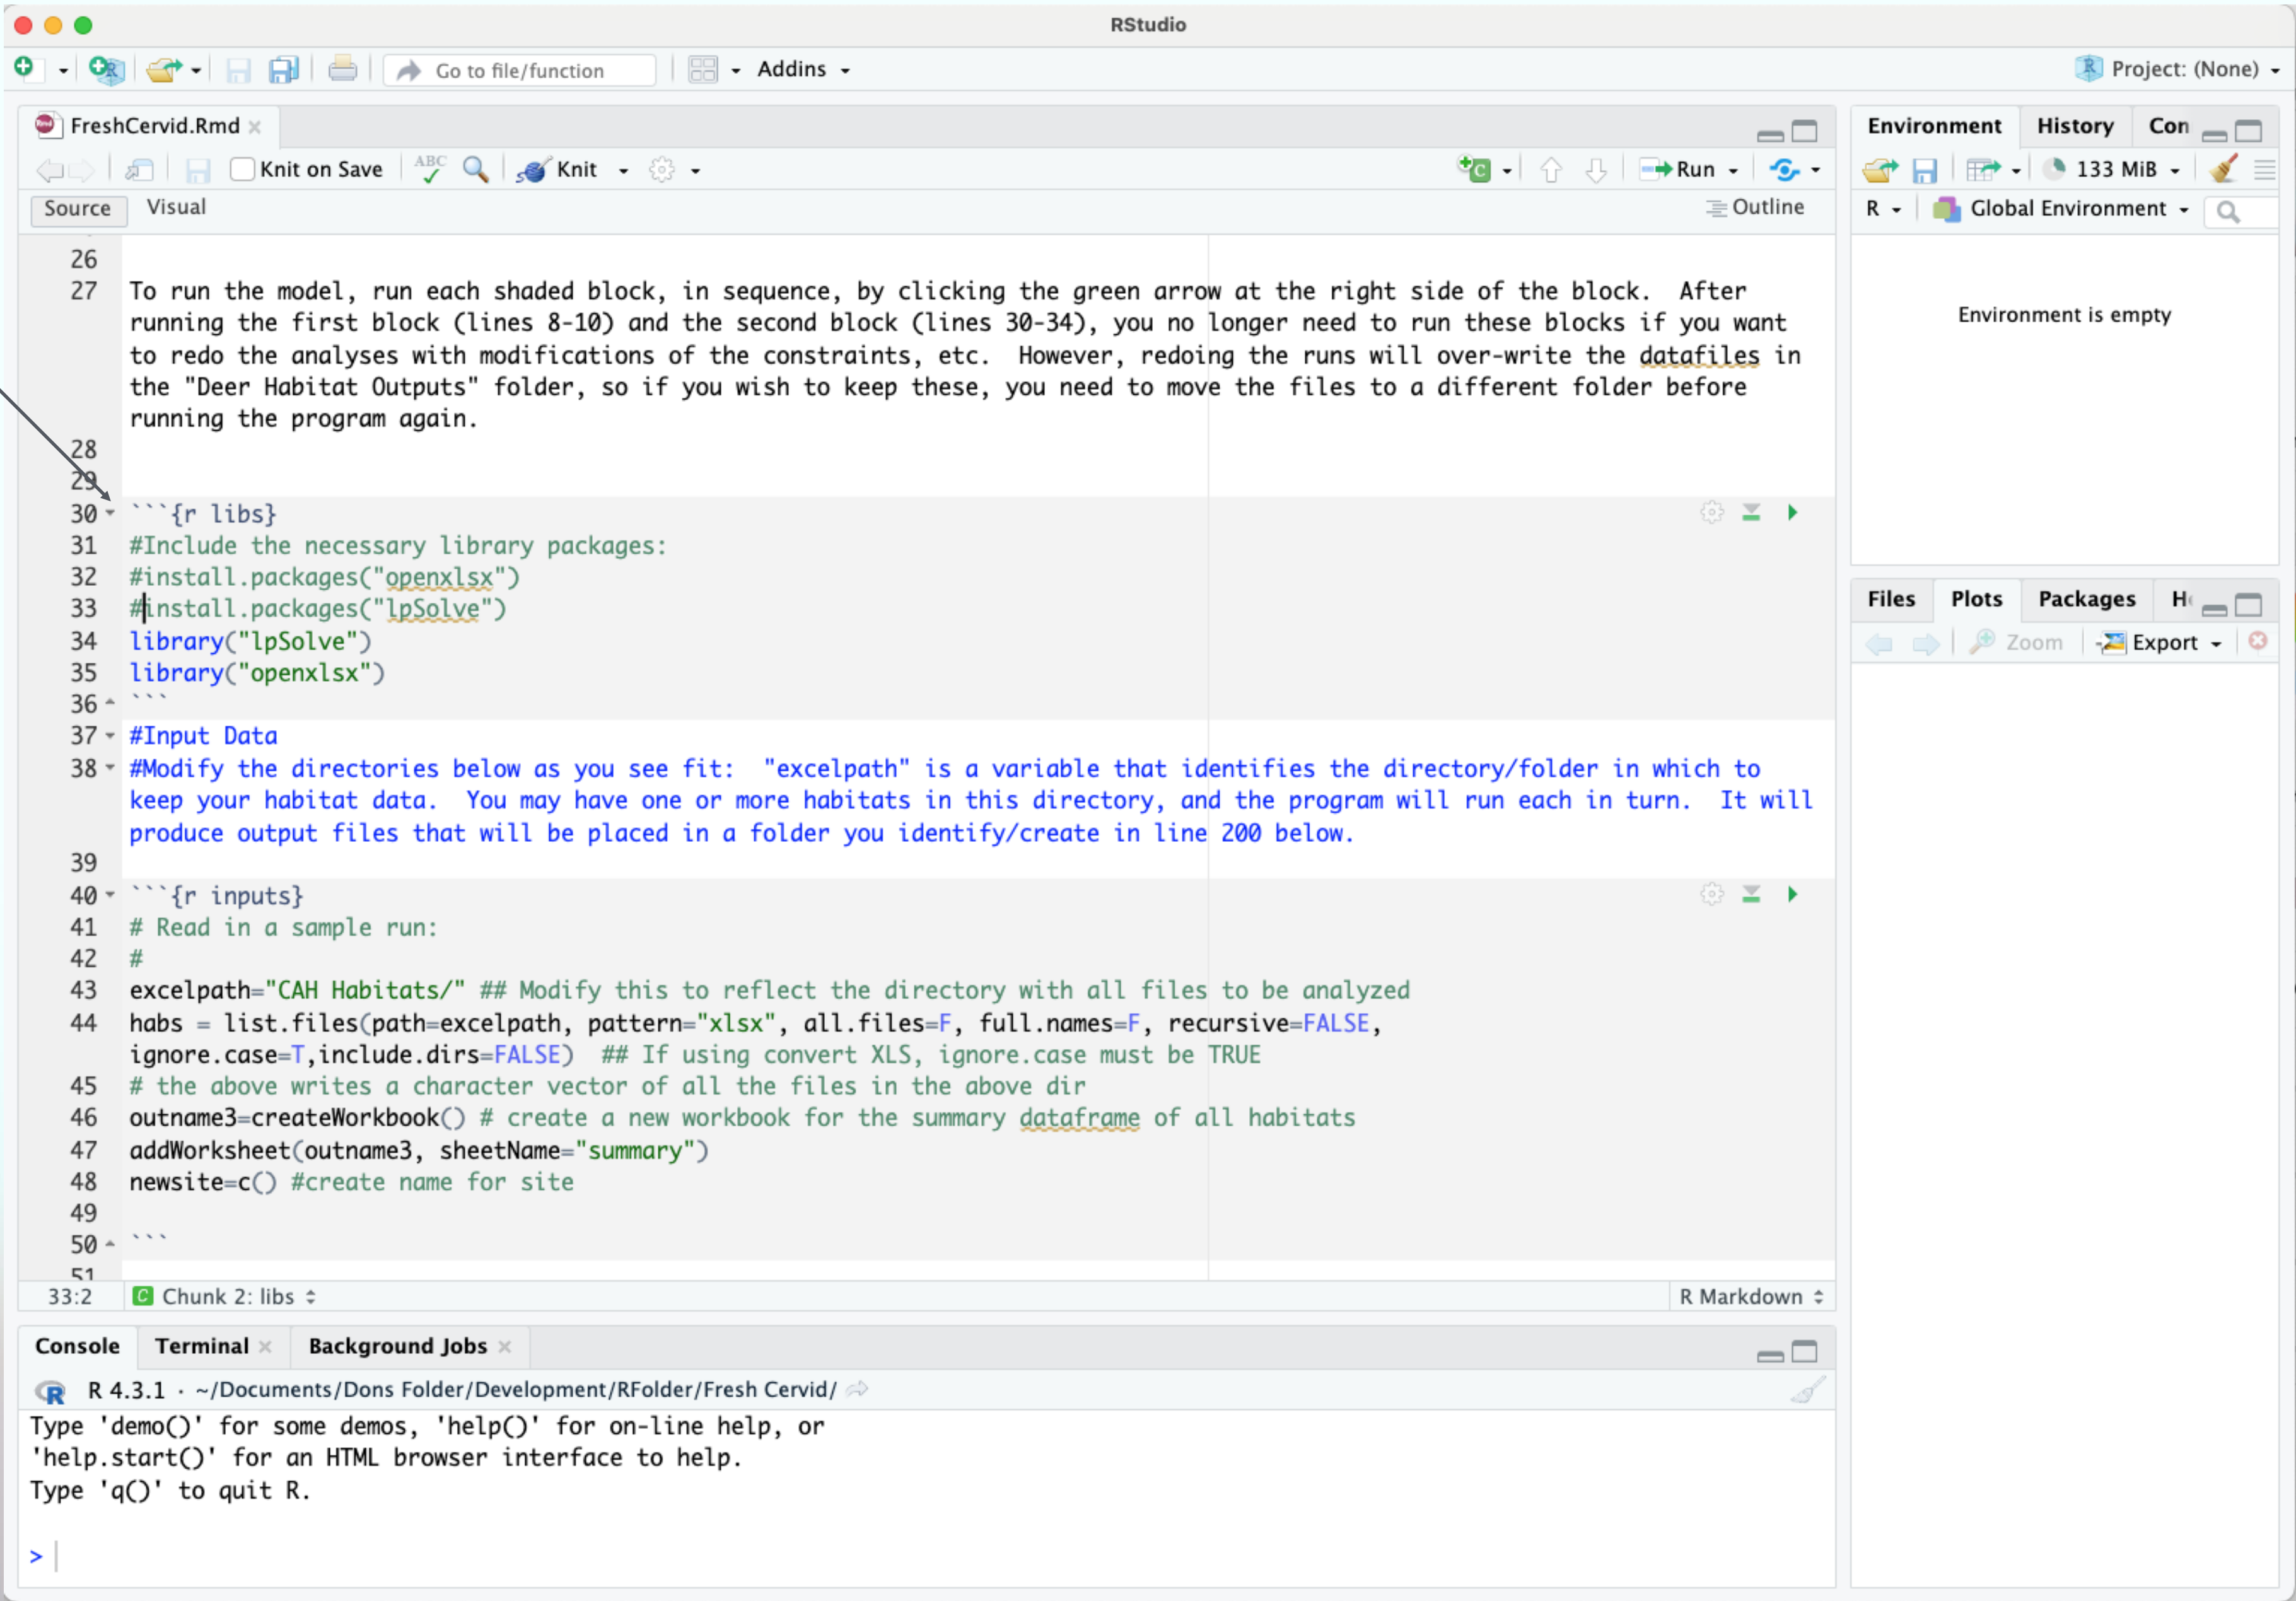 RStudio
Go to file/function
Addins
Project: (None)
FreshCervid.Rmd
Knit on Save
ABC
Knit
Run
Source
Visual
Outline
26
27 To run the model, run each shaded block, in sequence, by clicking the green arrow at the right side of the block.  After
running the first block (lines 8-10) and the second block (lines 30-34), you no longer need to run these blocks if you want
to redo the analyses with modifications of the constraints, etc.  However, redoing the runs will over-write the datafiles in
the "Deer Habitat Outputs" folder, so if you wish to keep these, you need to move the files to a different folder before
running the program again.
28
29
30 ```{r libs}
31 #Include the necessary library packages:
32 #install.packages("openxlsx")
33 #install.packages("lpSolve")
34 library("lpSolve")
35 library("openxlsx")
36 ```
37 #Input Data
38 #Modify the directories below as you see fit:  "excelpath" is a variable that identifies the directory/folder in which to
keep your habitat data.  You may have one or more habitats in this directory, and the program will run each in turn.  It will
produce output files that will be placed in a folder you identify/create in line 200 below.
39
40 ```{r inputs}
41 # Read in a sample run:
42 #
43 excelpath="CAH Habitats/" ## Modify this to reflect the directory with all files to be analyzed
44 habs = list.files(path=excelpath, pattern="xlsx", all.files=F, full.names=F, recursive=FALSE,
ignore.case=T,include.dirs=FALSE)  ## If using convert XLS, ignore.case must be TRUE
45 # the above writes a character vector of all the files in the above dir
46 outname3=createWorkbook() # create a new workbook for the summary dataframe of all habitats
47 addWorksheet(outname3, sheetName="summary")
48 newsite=c() #create name for site
49
50 ```
51
33:2
C Chunk 2: libs
R Markdown
Console
Terminal
Background Jobs
R 4.3.1 · ~/Documents/Dons Folder/Development/RFolder/Fresh Cervid/
Type 'demo()' for some demos, 'help()' for on-line help, or
'help.start()' for an HTML browser interface to help.
Type 'q()' to quit R.
>
Environment
History
Con
133 MiB
R
Global Environment
Environment is empty
Files
Plots
Packages
H
Zoom
Export